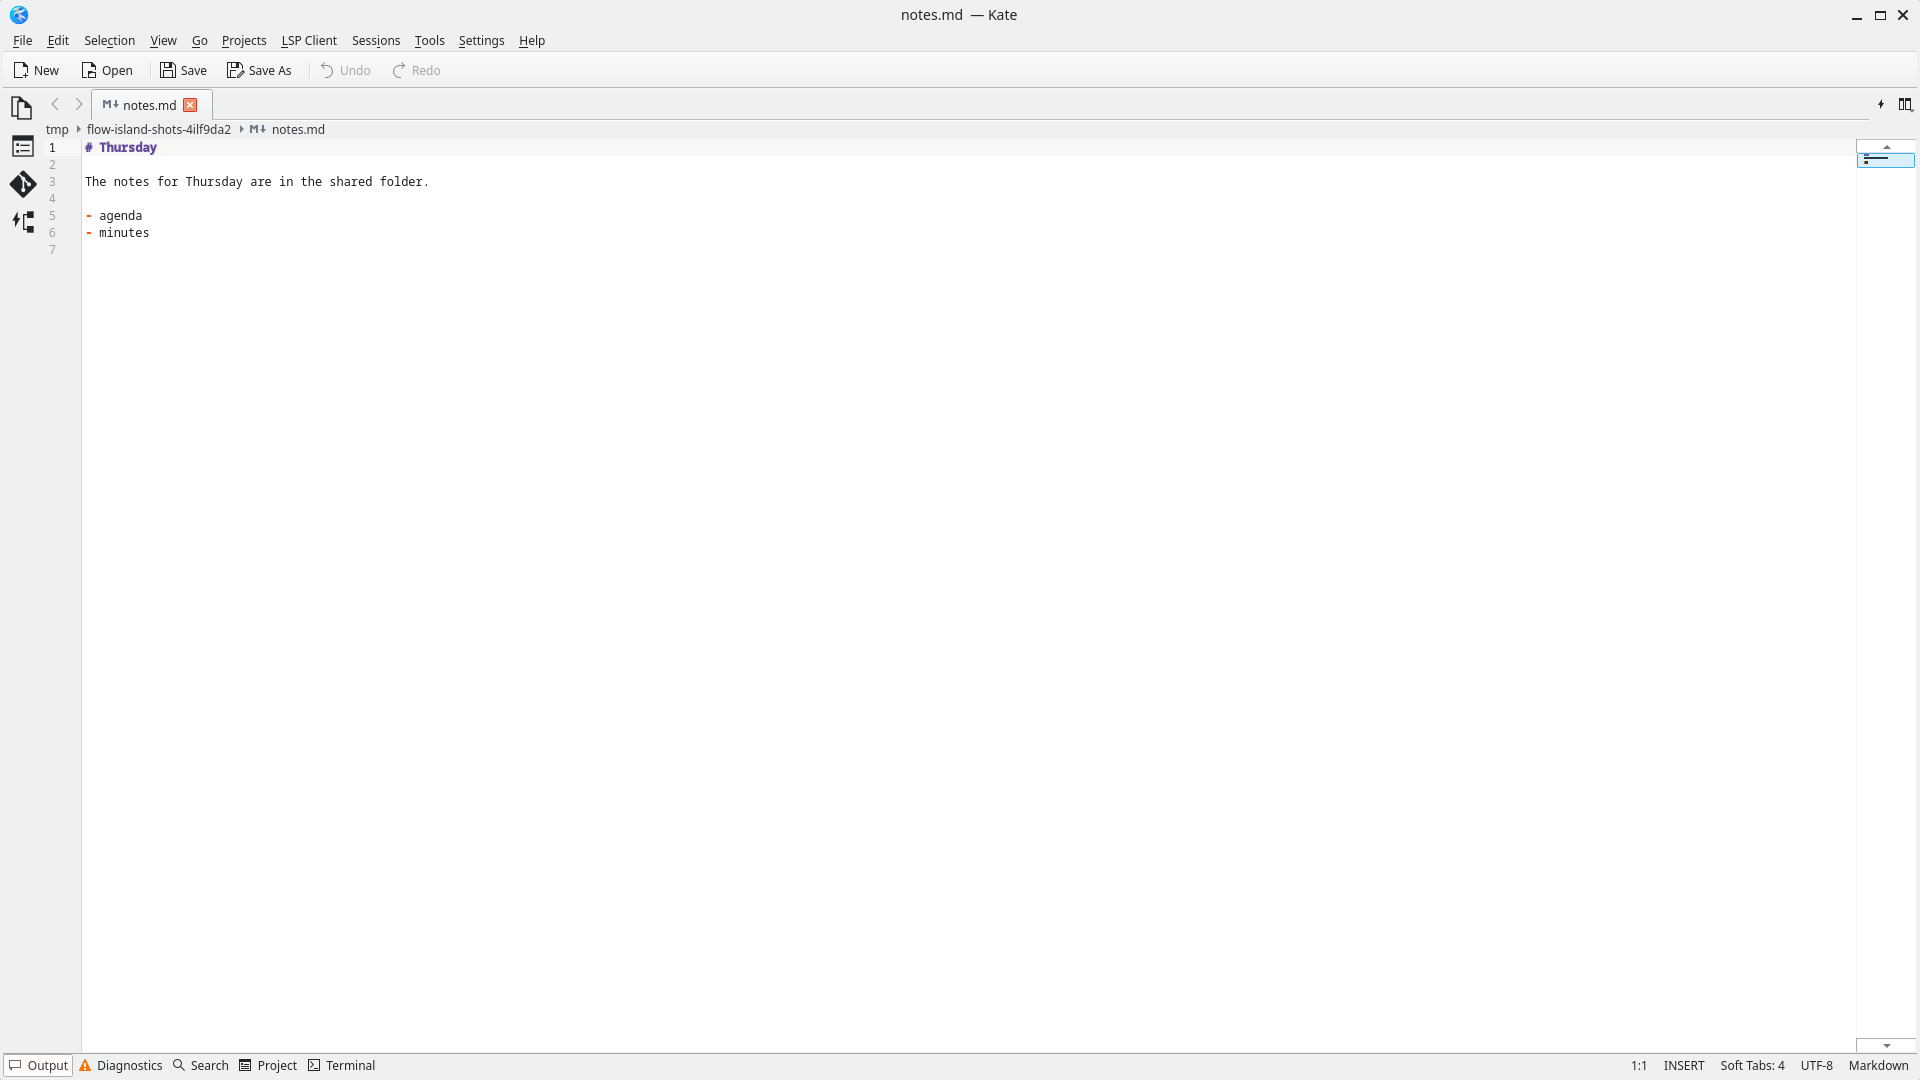 notes.md — Kate
File Edit Selection View Go Projects LSP Client Sessions Tools Settings Help
New Open Save Save As Undo Redo
M↓ notes.md
tmp flow-island-shots-4ilf9da2 M↓ notes.md
1 # Thursday
2
3 The notes for Thursday are in the shared folder.
4
5 - agenda
6 - minutes
7
Output Diagnostics Search Project Terminal 1:1 INSERT Soft Tabs: 4 UTF-8 Markdown